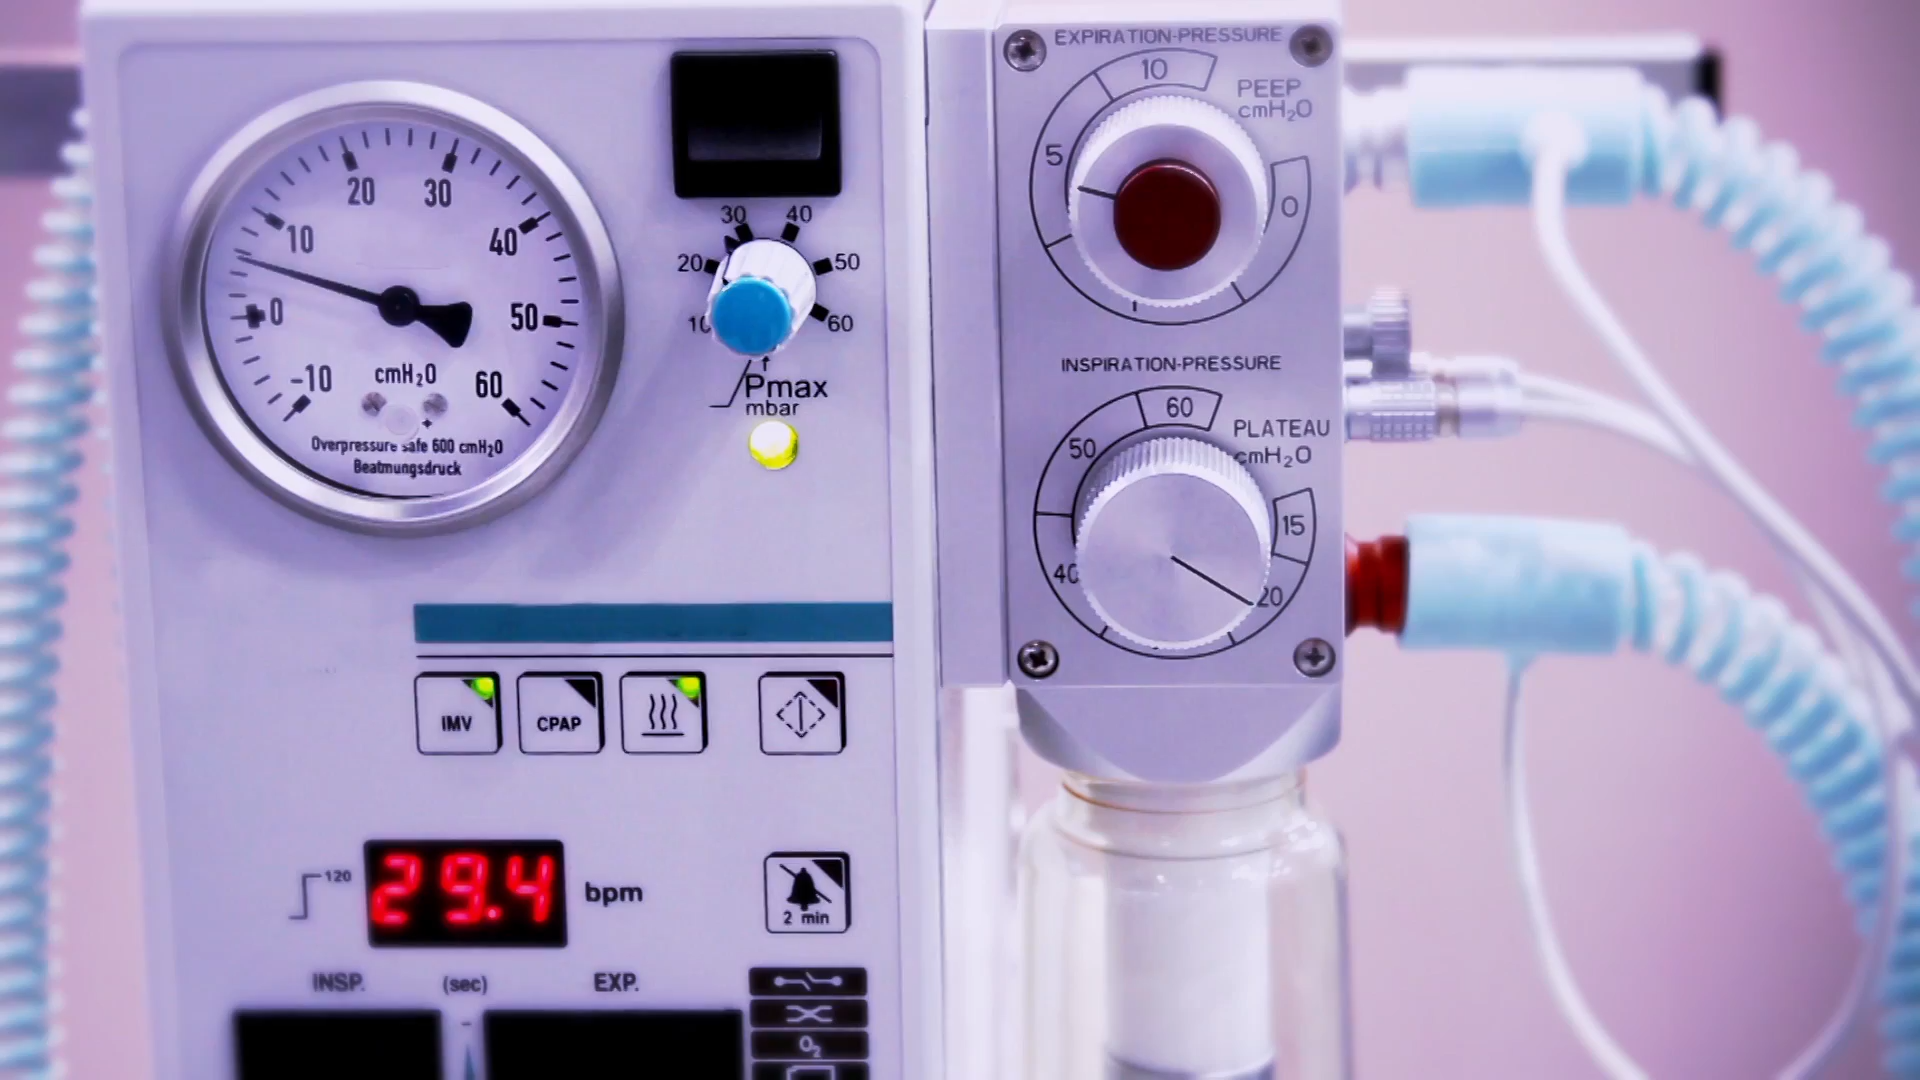 20
30
10
40
0
50
-10
cmH₂O
60
Overpressure safe 600 cmH₂O
Beatmungsdruck
30
40
20
50
10
60
Pmax
mbar
IMV
CPAP
120
29.4
bpm
2 min
INSP.
(sec)
EXP.
O₂
EXPIRATION-PRESSURE
10
PEEP
cmH₂O
5
0
INSPIRATION-PRESSURE
60
PLATEAU
cmH₂O
50
15
40
20